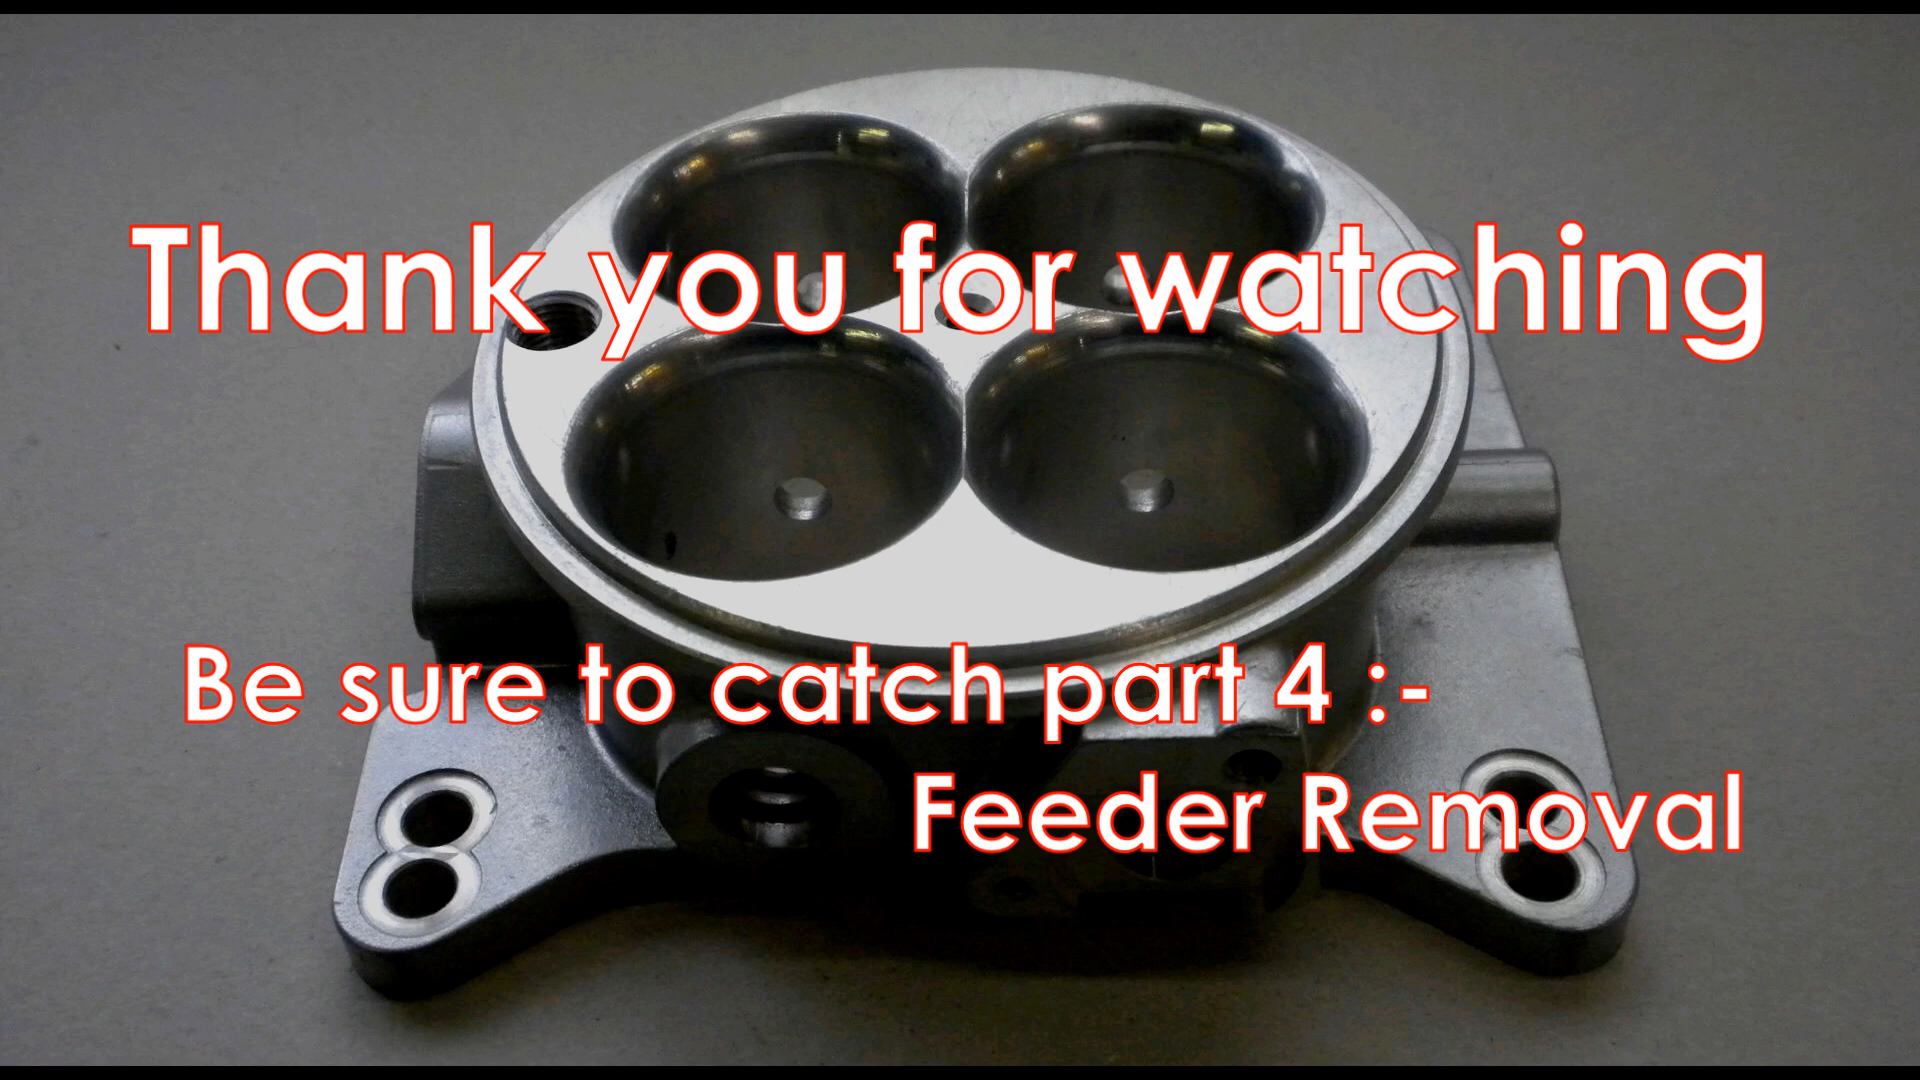 Thank you for watching
Be sure to catch part 4 :-
Feeder Removal